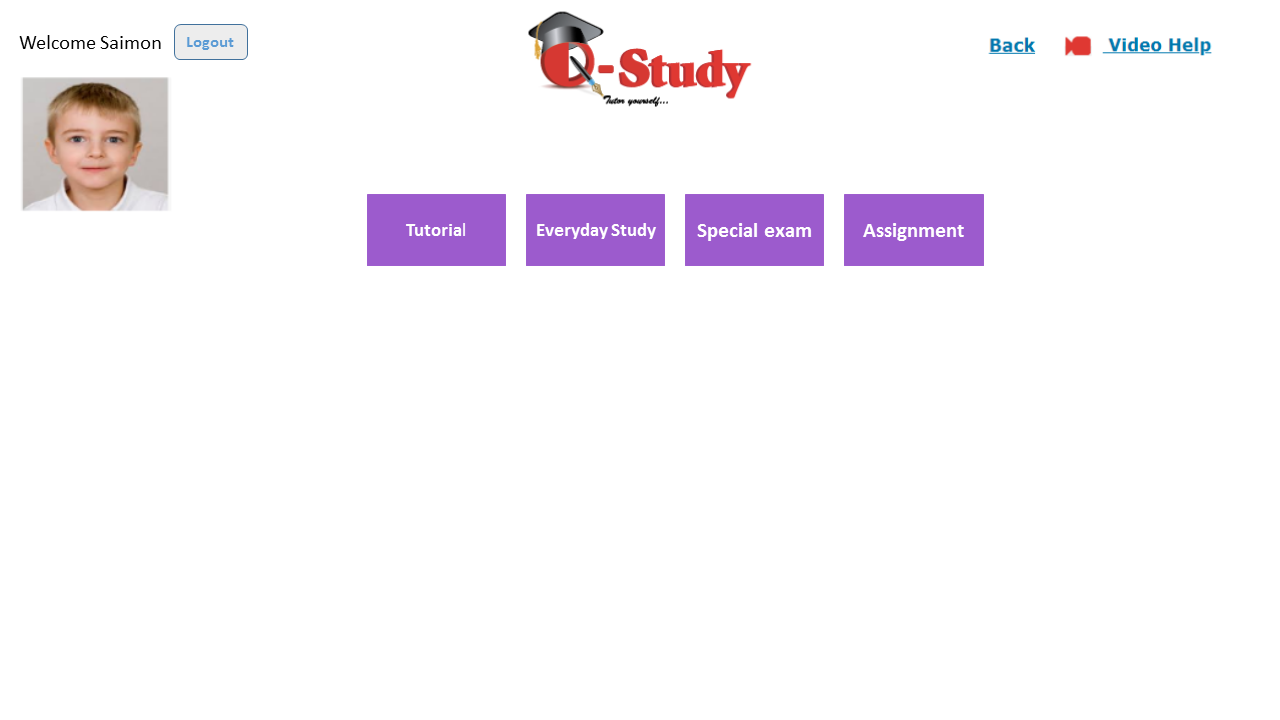 Welcome Saimon
Logout
Q-Study
Tutor yourself...
Back
Video Help
Tutorial
Everyday Study
Special exam
Assignment